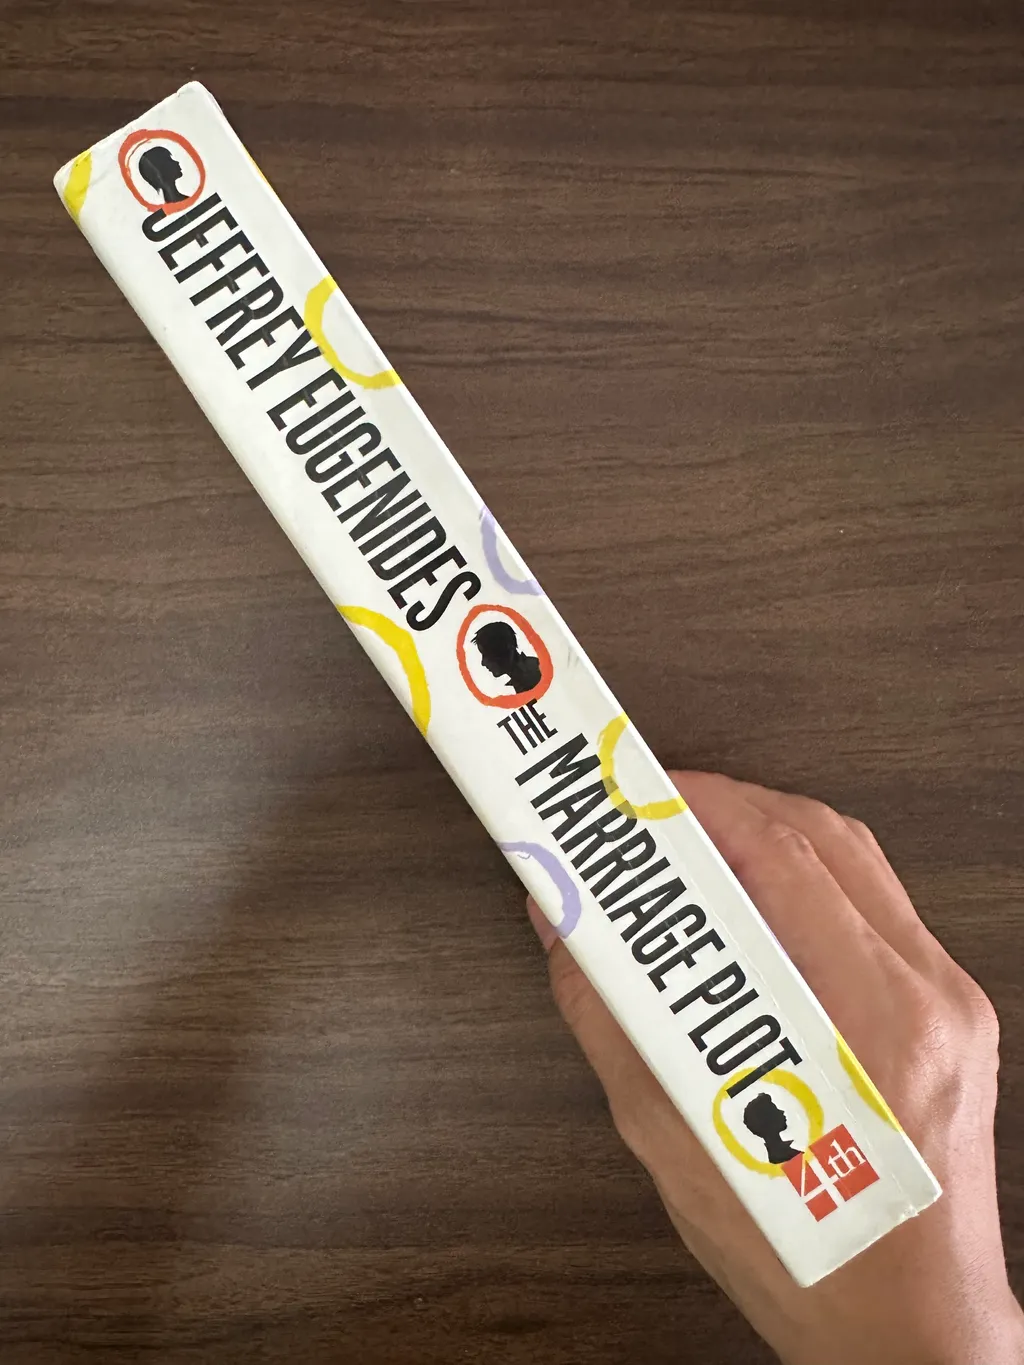 JEFFREY EUGENIDES
THE MARRIAGE PLOT
4th